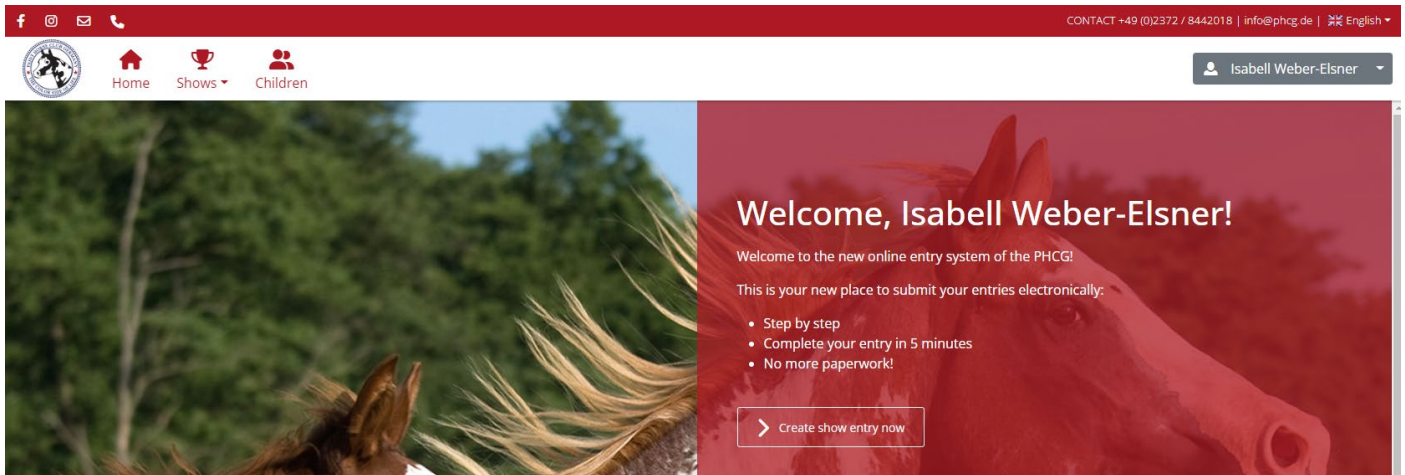 CONTACT +49 (0)2372 / 8442018 | info@phcg.de | English
Home
Shows
Children
Isabell Weber-Elsner
Welcome, Isabell Weber-Elsner!
Welcome to the new online entry system of the PHCG!
This is your new place to submit your entries electronically:
• Step by step
• Complete your entry in 5 minutes
• No more paperwork!
Create show entry now